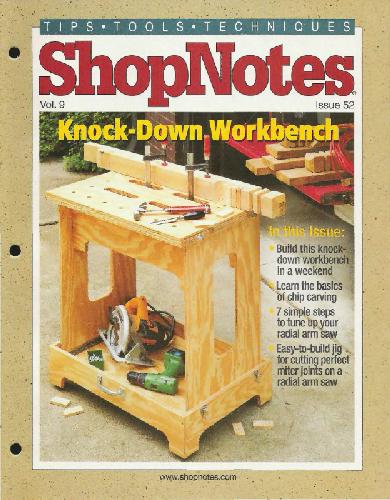 TIPS • TOOLS • TECHNIQUES
ShopNotes®
Vol. 9 Issue 52
Knock-Down Workbench
In this Issue:
• Build this knock-
down workbench
in a weekend
• Learn the basics
of chip carving
• 7 simple steps
to tune up your
radial arm saw
• Easy-to-build jig
for cutting perfect
miter joints on a
radial arm saw
www.shopnotes.com